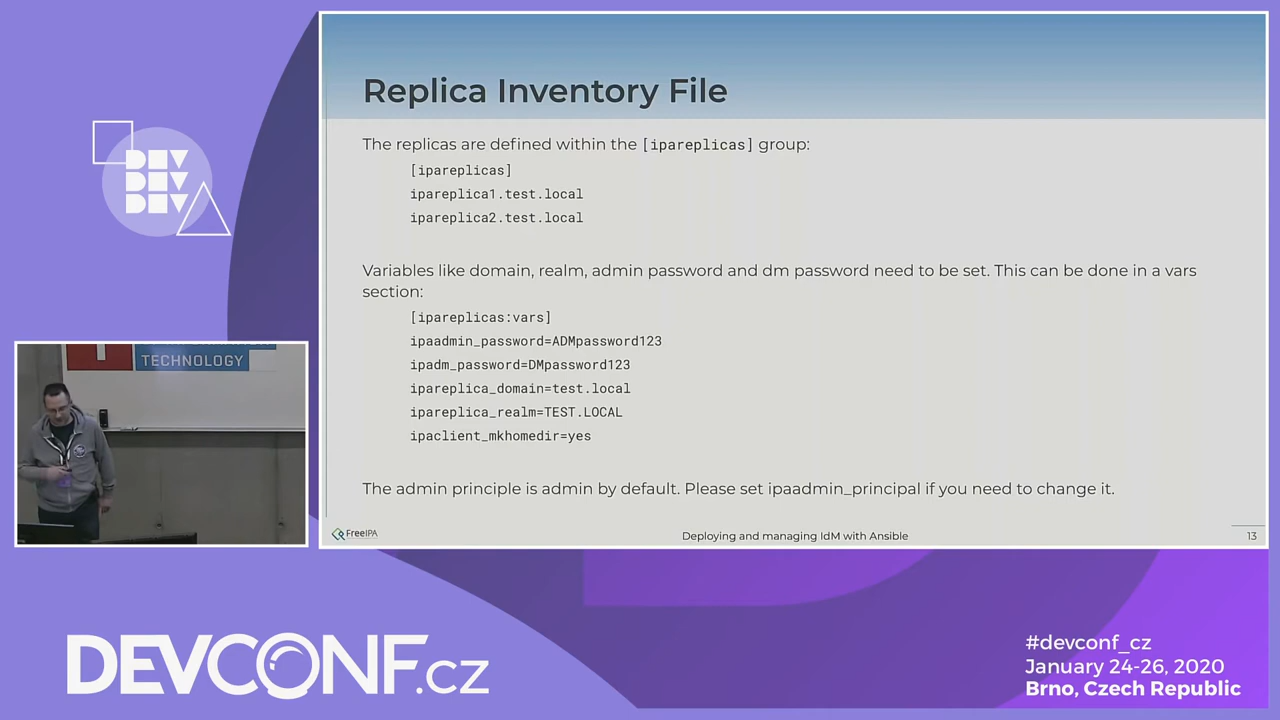 Replica Inventory File
The replicas are defined within the [ipareplicas] group:
[ipareplicas]
ipareplica1.test.local
ipareplica2.test.local
Variables like domain, realm, admin password and dm password need to be set. This can be done in a vars
section:
[ipareplicas:vars]
ipaadmin_password=ADMpassword123
ipadm_password=DMpassword123
ipareplica_domain=test.local
ipareplica_realm=TEST.LOCAL
ipaclient_mkhomedir=yes
The admin principle is admin by default. Please set ipaadmin_principal if you need to change it.
FreeIPA
Deploying and managing IdM with Ansible
13
DEV
DEV
DEV
TECHNOLOGY
DEVCONF.cz
#devconf_cz
January 24-26, 2020
Brno, Czech Republic